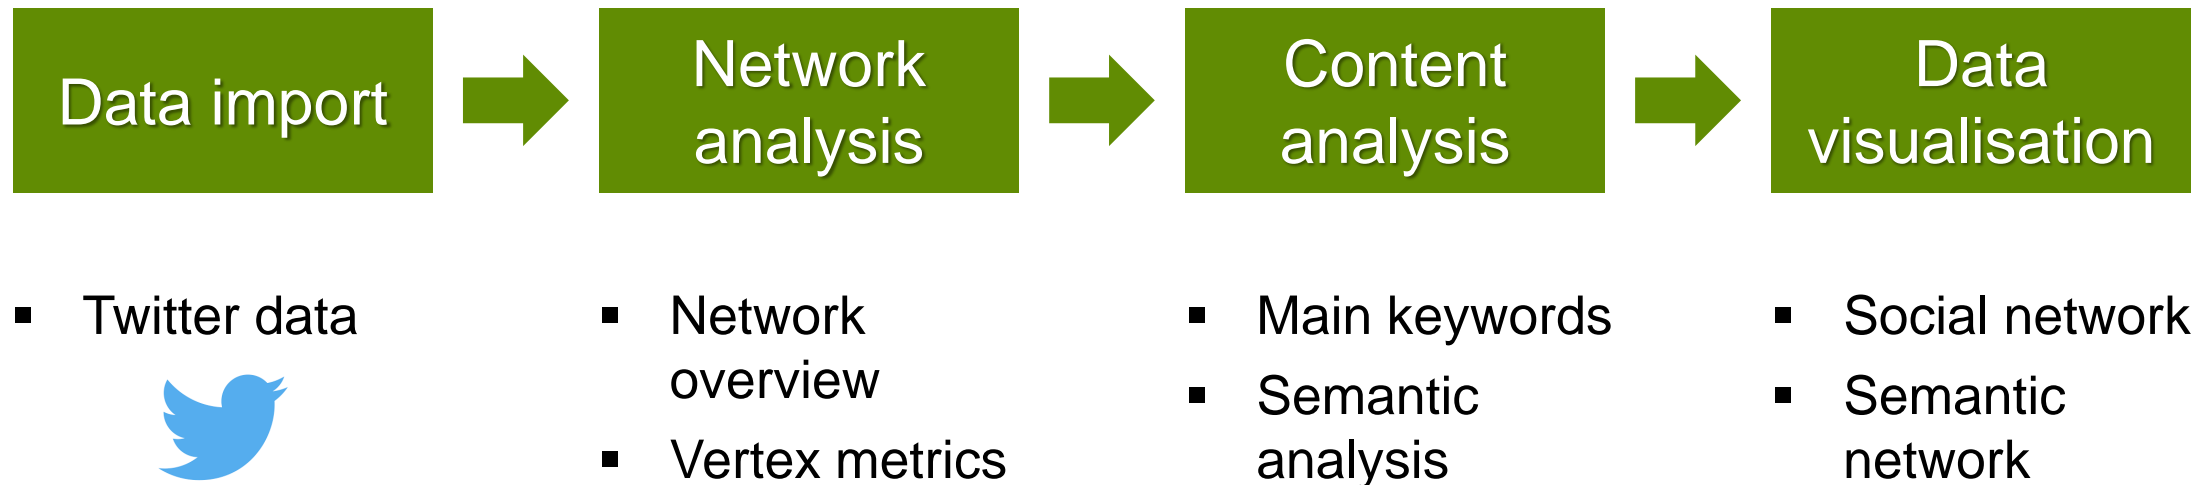 Data import
Network
analysis
Content
analysis
Data
visualisation
▪ Twitter data
▪ Network
overview
▪ Vertex metrics
▪ Main keywords
▪ Semantic
analysis
▪ Social network
▪ Semantic
network